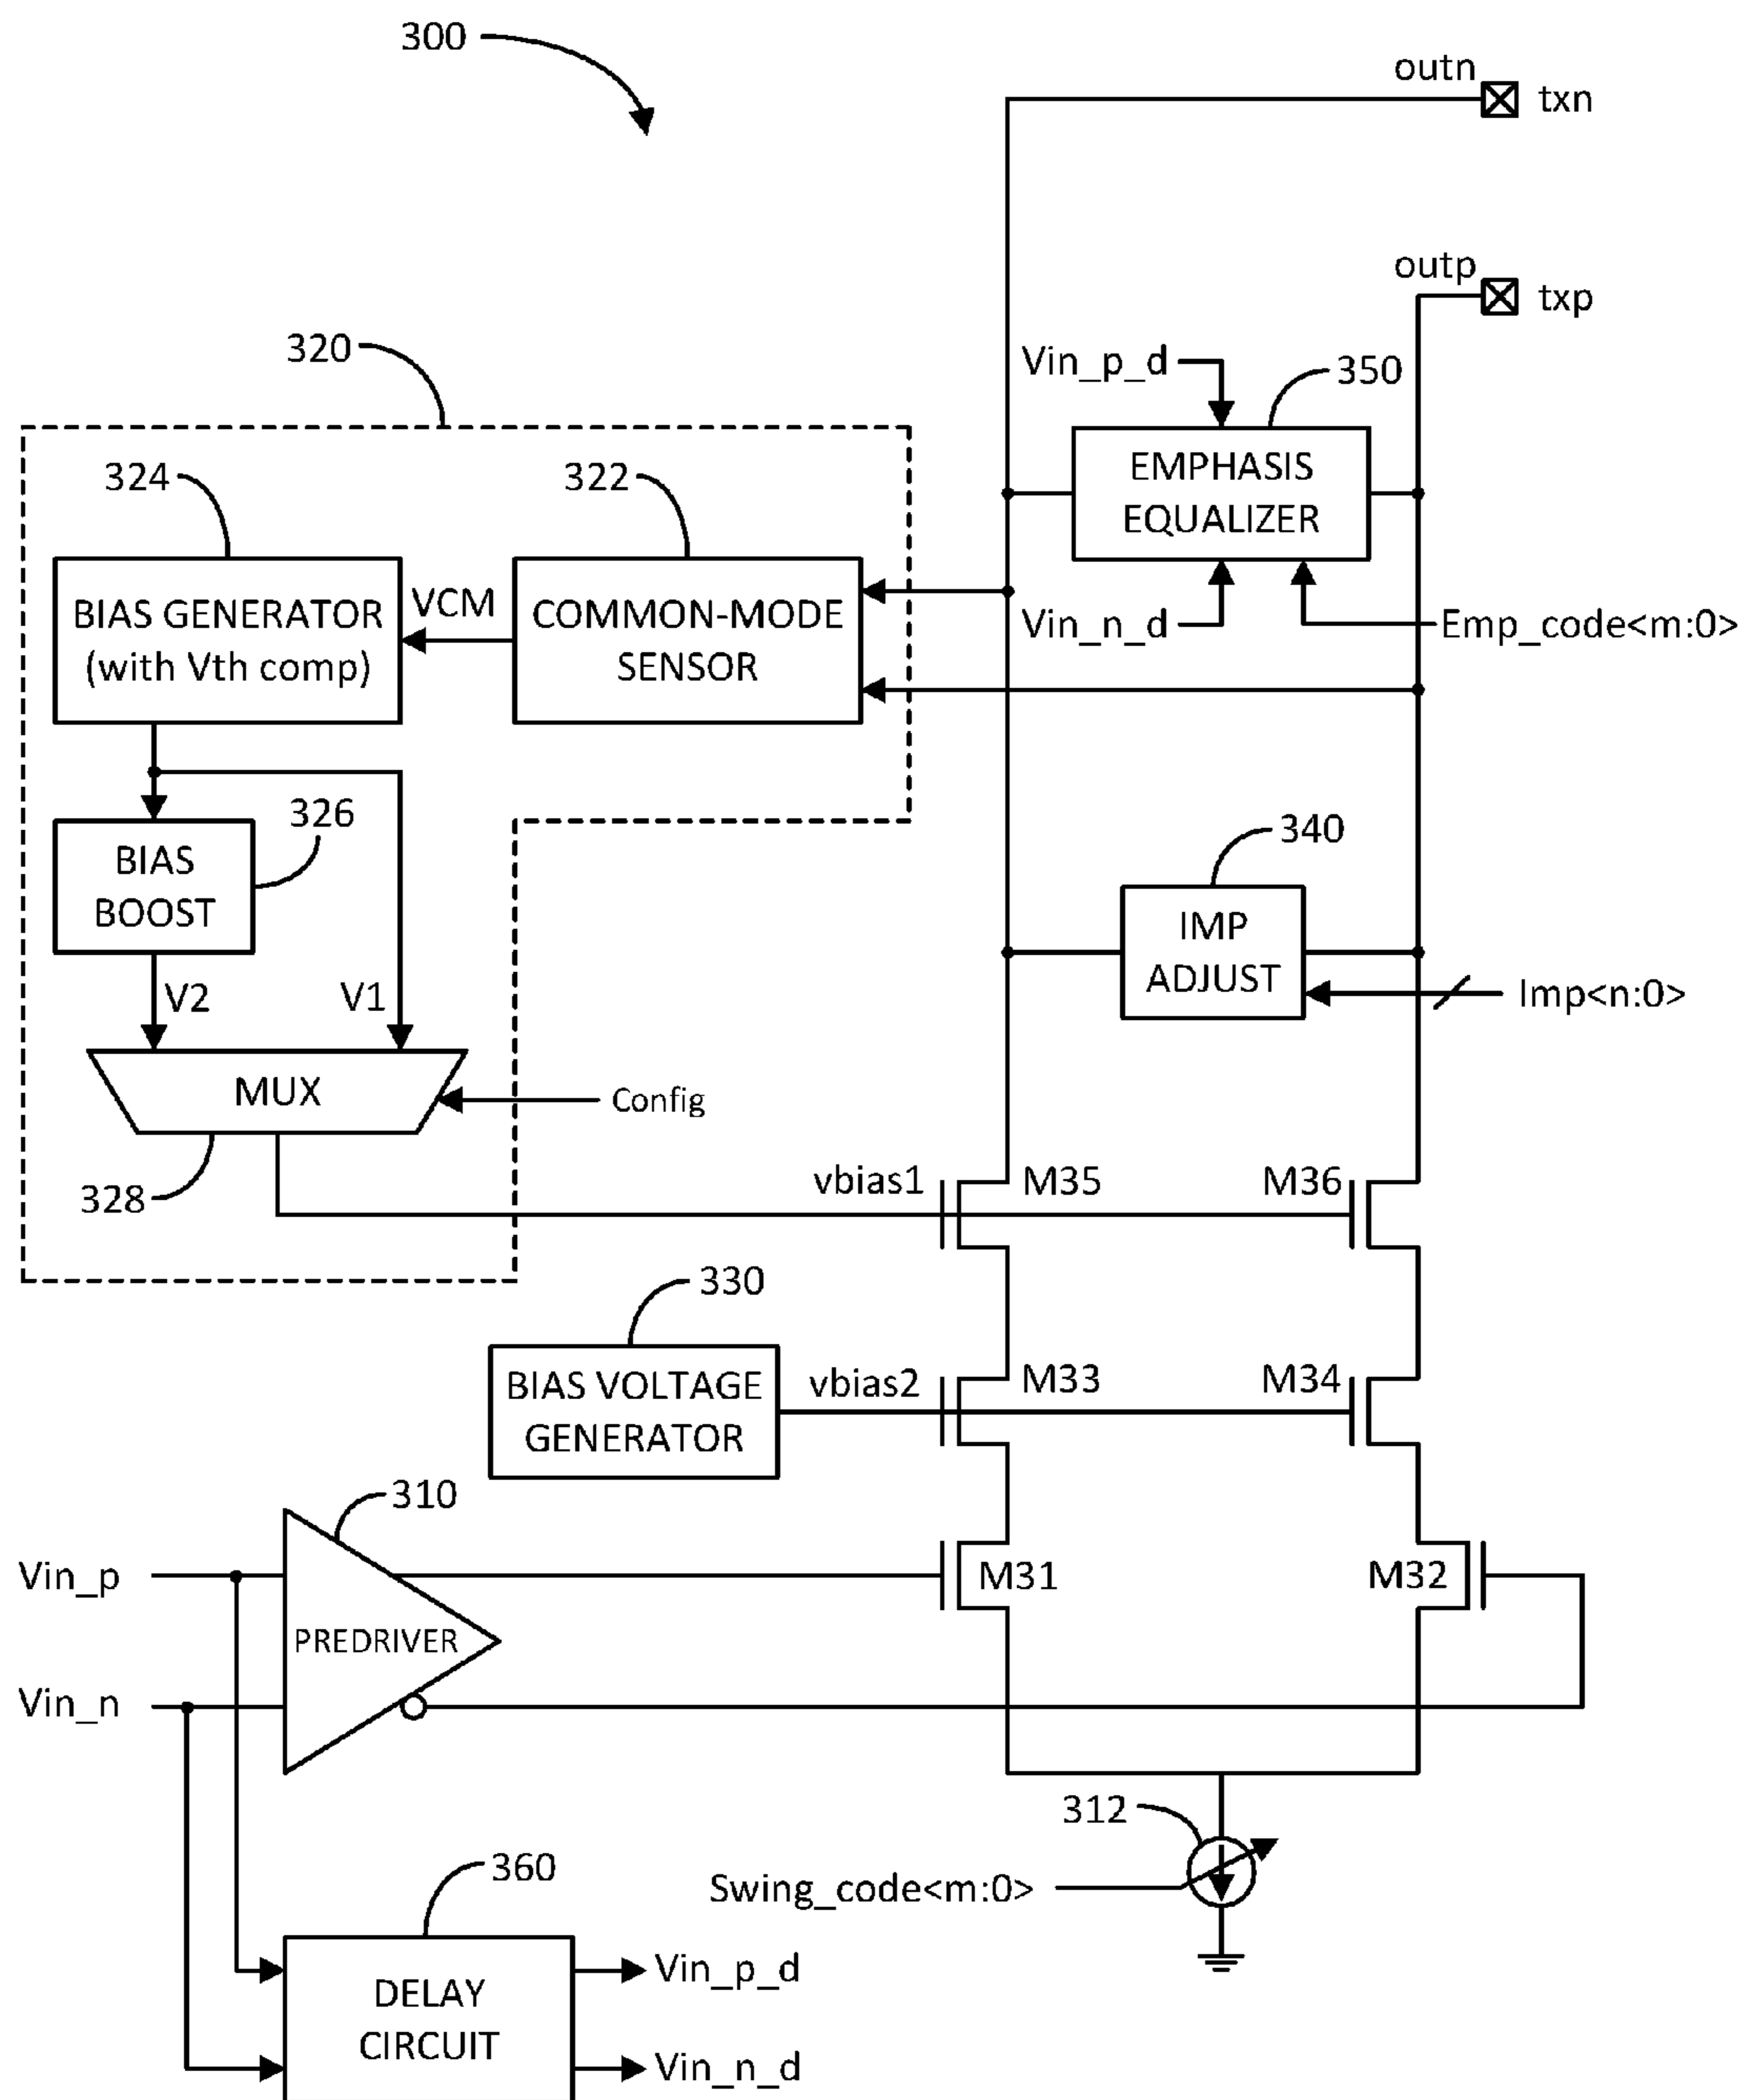 300
outn
txn
outp
txp
320
Vin_p_d
350
EMPHASIS
EQUALIZER
324
322
BIAS GENERATOR
(with Vth comp)
VCM
COMMON-MODE
SENSOR
Vin_n_d
Emp_code<m:0>
326
BIAS
BOOST
340
IMP
ADJUST
V2
V1
Imp<n:0>
MUX
Config
328
vbias1
M35
M36
330
BIAS VOLTAGE
GENERATOR
vbias2
M33
M34
310
Vin_p
M31
M32
PREDRIVER
Vin_n
312
360
Swing_code<m:0>
DELAY
CIRCUIT
Vin_p_d
Vin_n_d